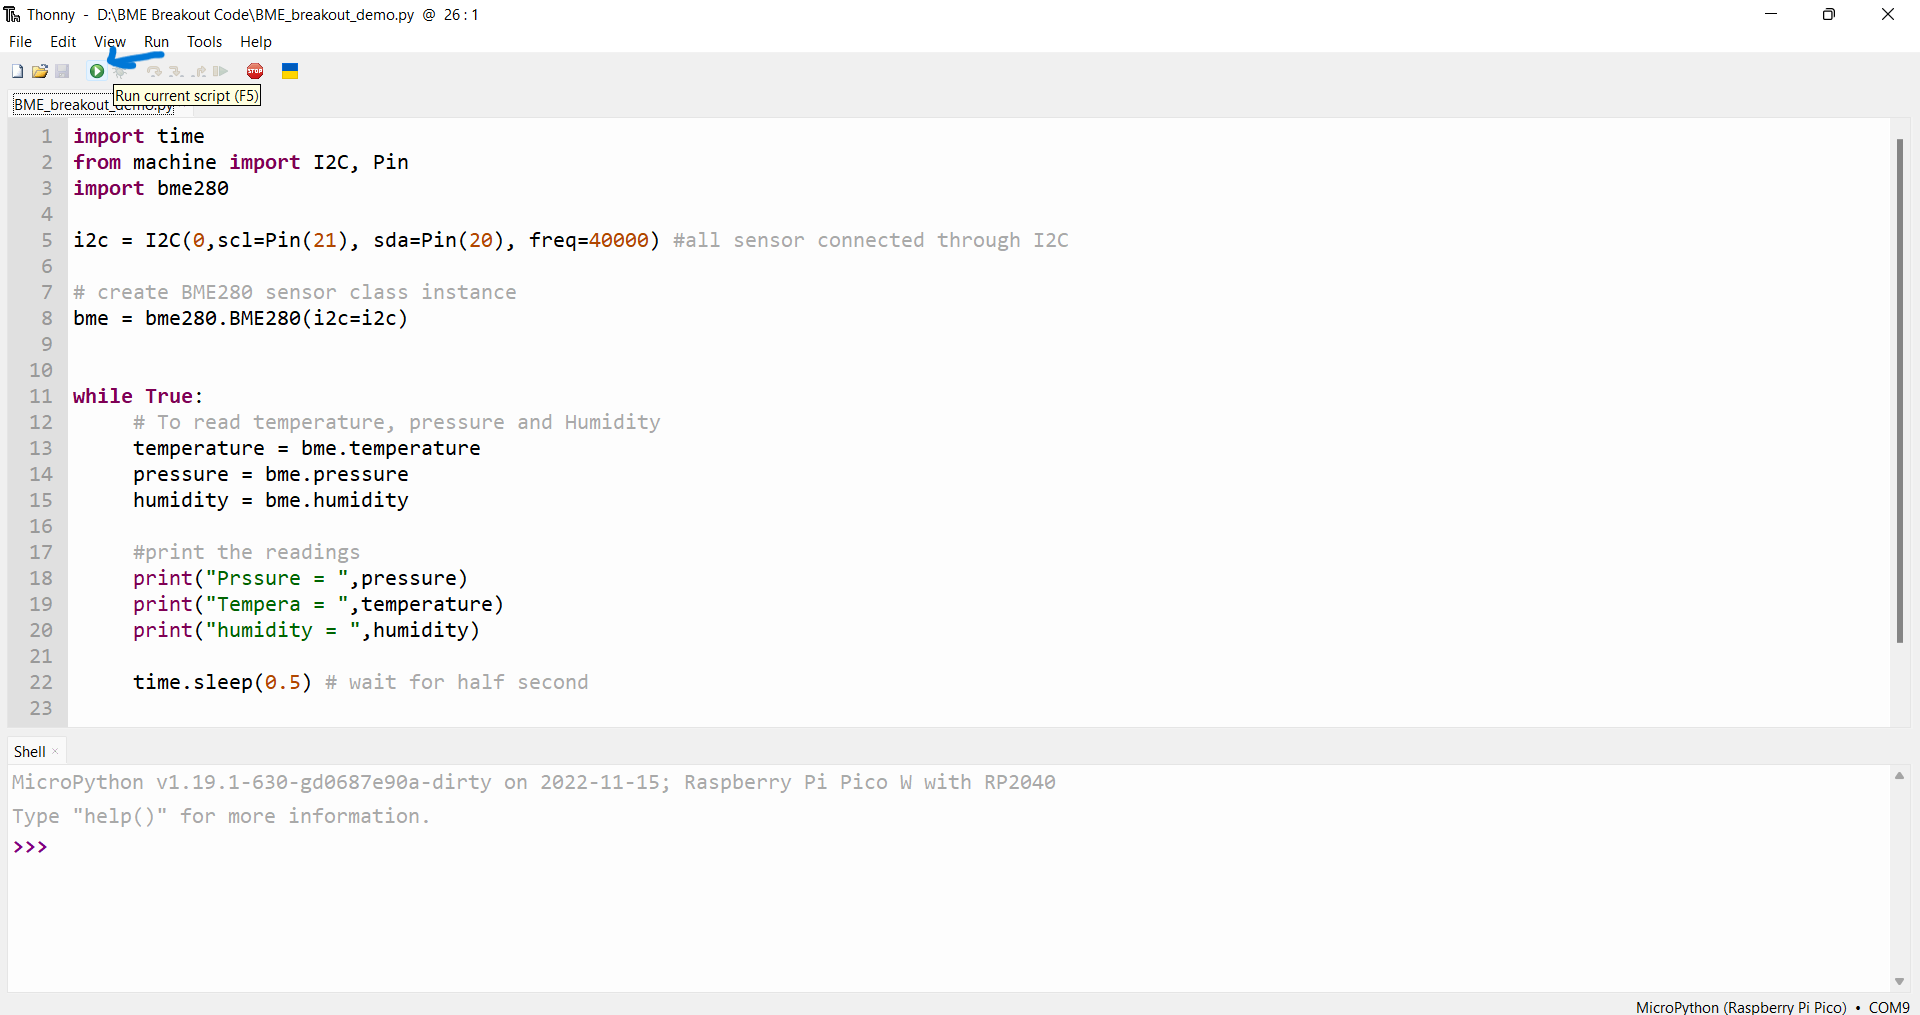 Thonny - D:\BME Breakout Code\BME_breakout_demo.py @ 26:1
File Edit View Run Tools Help
STOP
Run current script (F5)
BME_breakout_demo.py
1 import time
2 from machine import I2C, Pin
3 import bme280
4
5 i2c = I2C(0,scl=Pin(21), sda=Pin(20), freq=40000) #all sensor connected through I2C
6
7 # create BME280 sensor class instance
8 bme = bme280.BME280(i2c=i2c)
9
10
11 while True:
12 # To read temperature, pressure and Humidity
13 temperature = bme.temperature
14 pressure = bme.pressure
15 humidity = bme.humidity
16
17 #print the readings
18 print("Prssure = ",pressure)
19 print("Tempera = ",temperature)
20 print("humidity = ",humidity)
21
22 time.sleep(0.5) # wait for half second
23
Shell
MicroPython v1.19.1-630-gd0687e90a-dirty on 2022-11-15; Raspberry Pi Pico W with RP2040
Type "help()" for more information.
>>>
MicroPython (Raspberry Pi Pico) • COM9